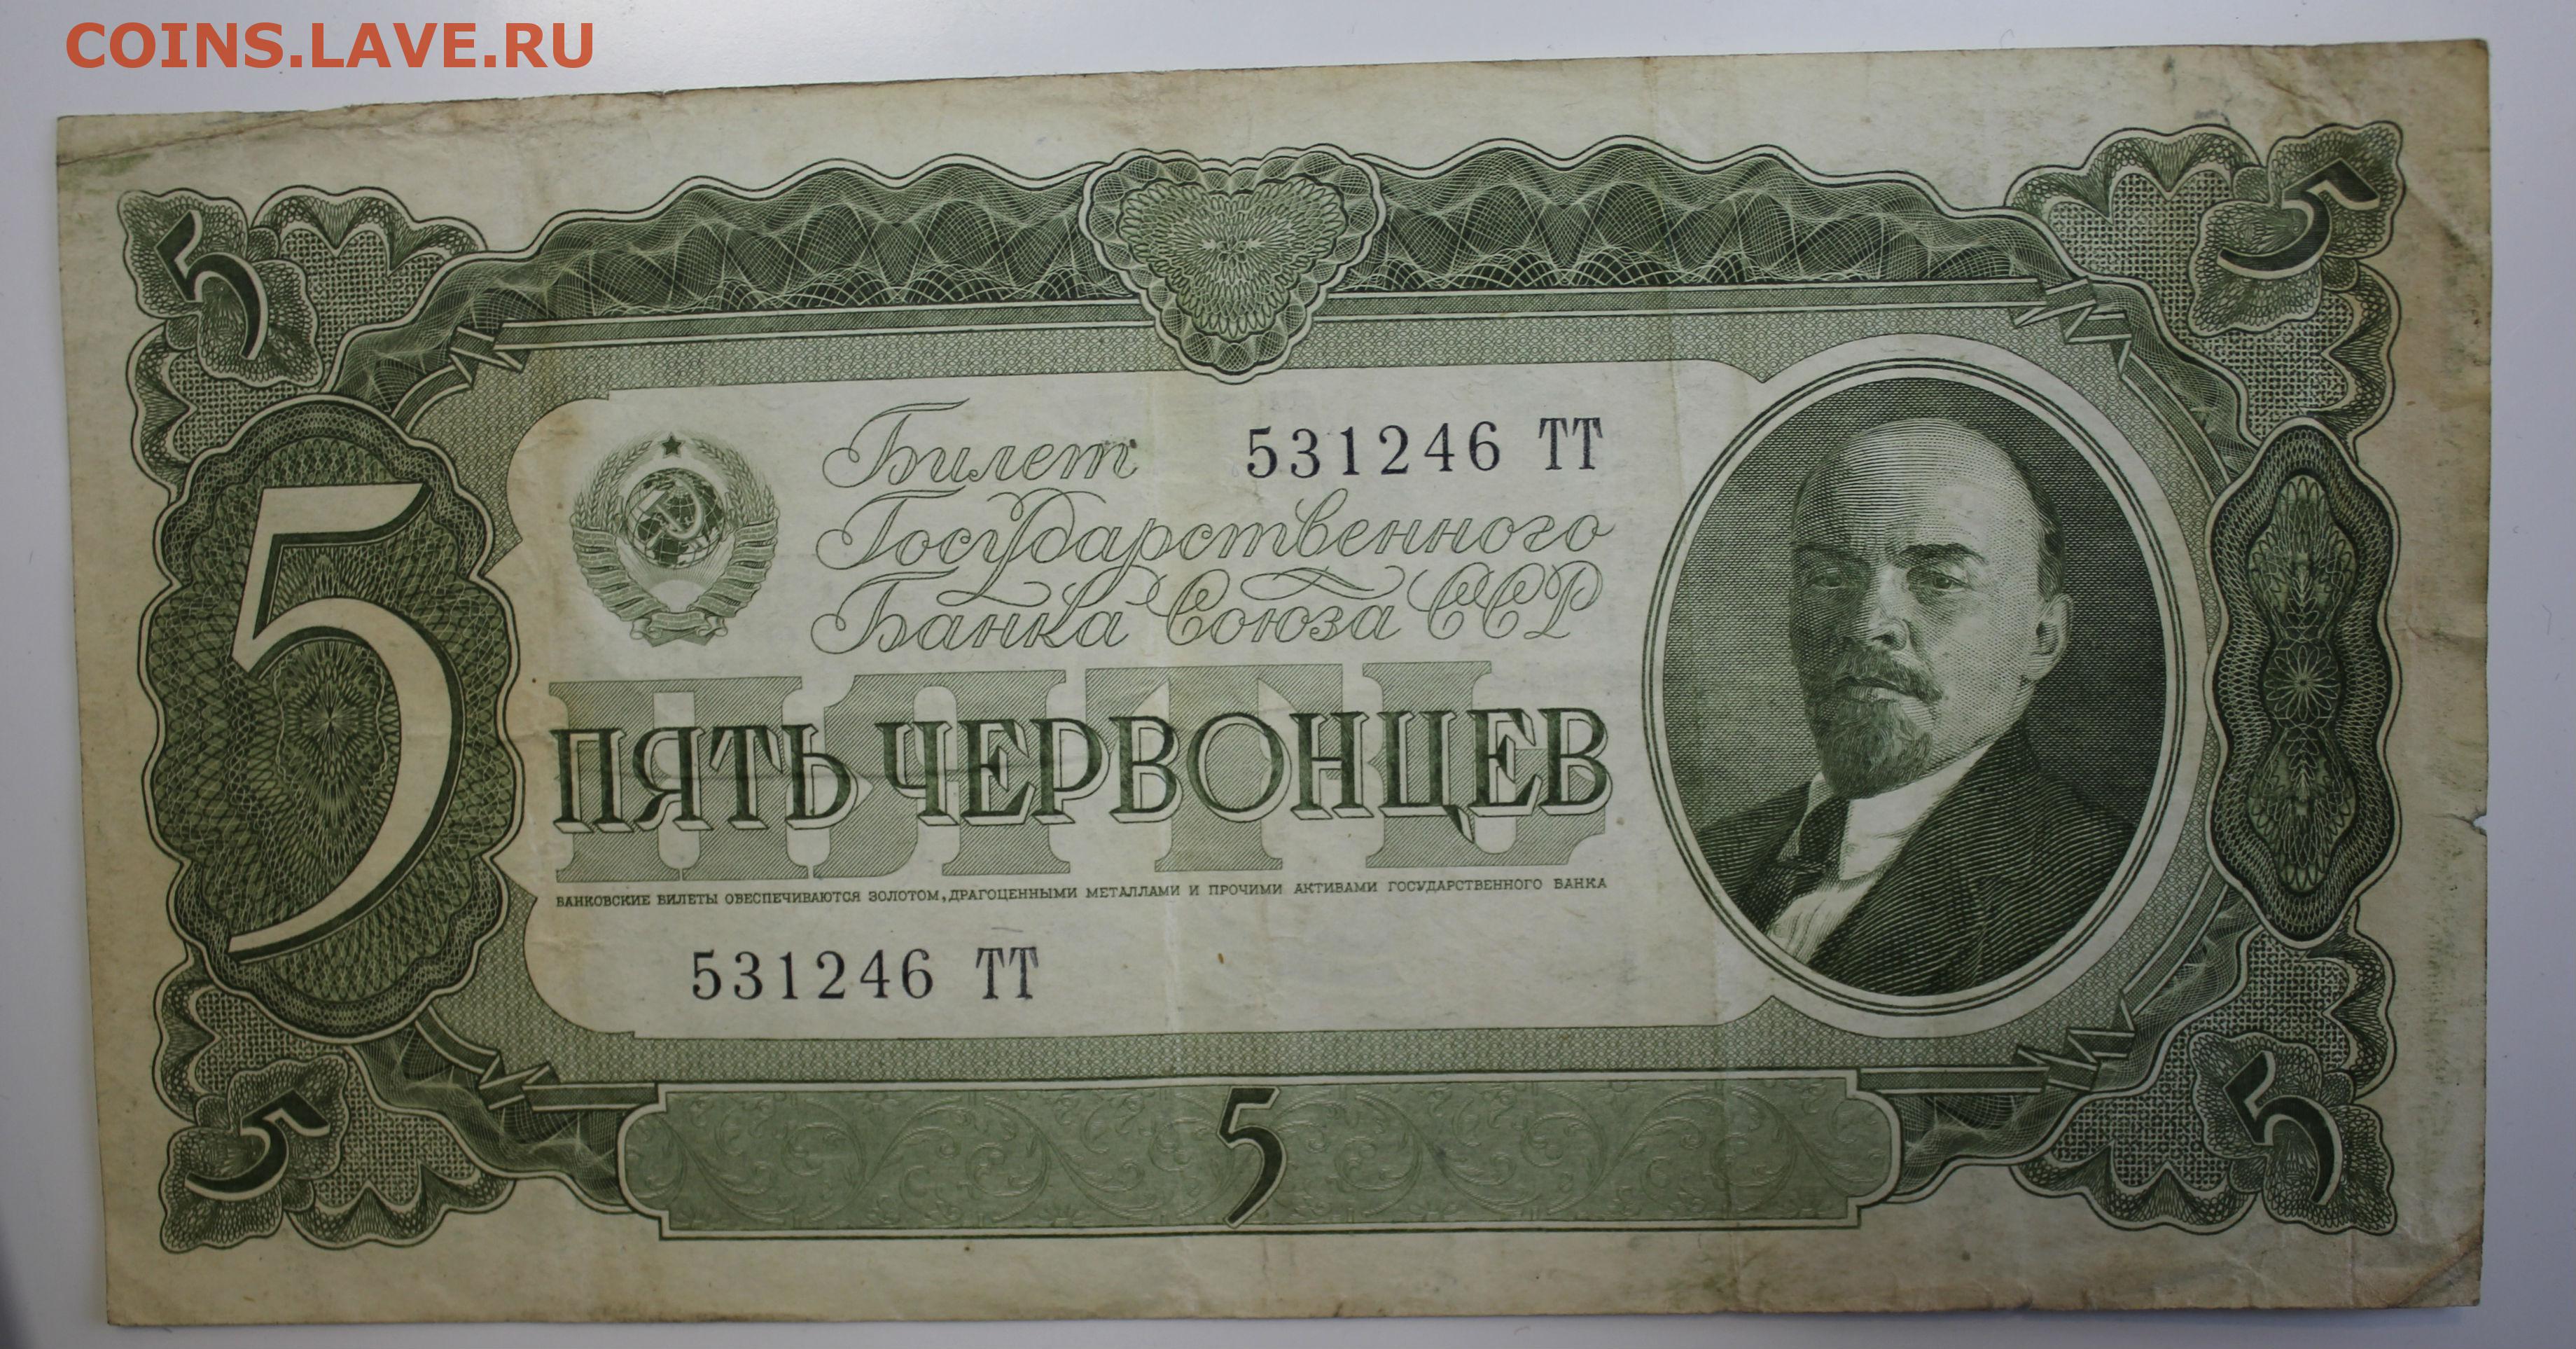 COINS.LAVE.RU
5
5
Билет 531246 ТТ
Государственного
Банка Союза ССР
5
ПЯТЬ
ПЯТЬ ЧЕРВОНЦЕВ
БАНКОВСКИЕ БИЛЕТЫ ОБЕСПЕЧИВАЮТСЯ ЗОЛОТОМ, ДРАГОЦЕННЫМИ МЕТАЛЛАМИ И ПРОЧИМИ АКТИВАМИ ГОСУДАРСТВЕННОГО БАНКА
531246 ТТ
5
5
5